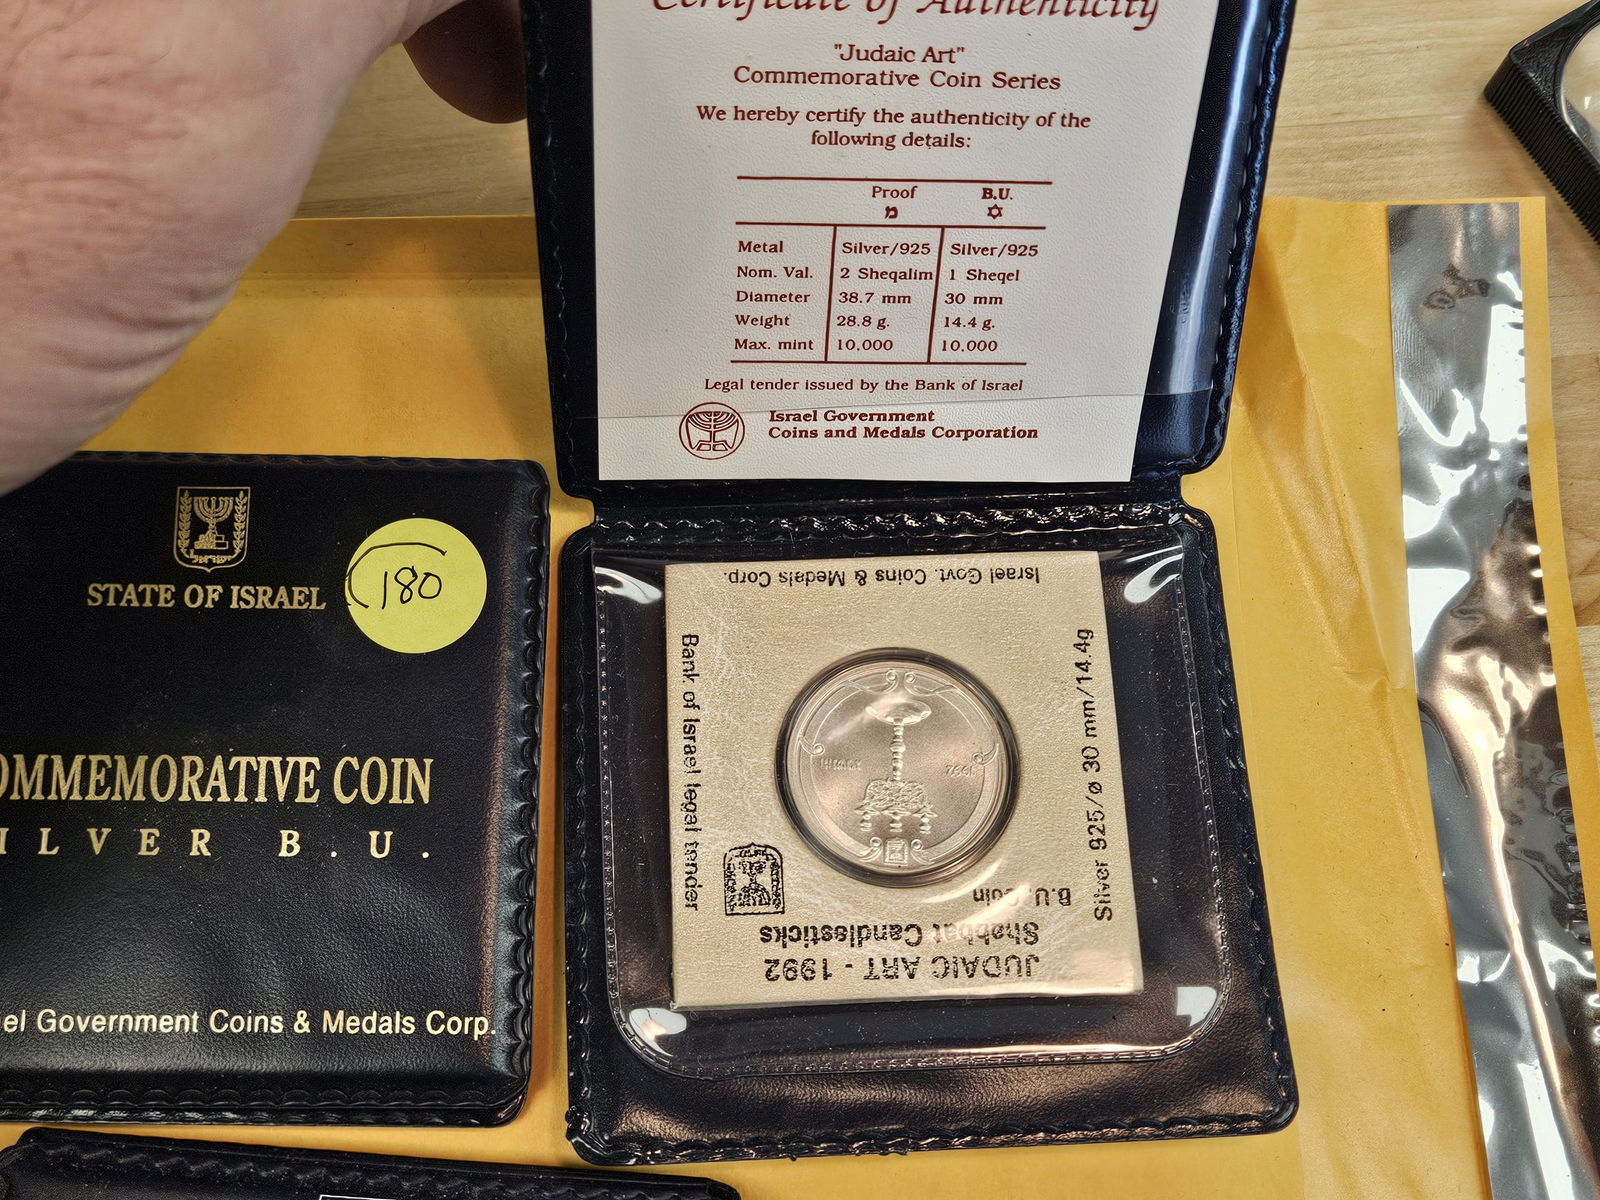 Certificate of Authenticity
"Judaic Art"
Commemorative Coin Series
We hereby certify the authenticity of the
following details:
Proof B.U.
מ
Metal Silver/925 Silver/925
Nom. Val. 2 Sheqalim 1 Sheqel
Diameter 38.7 mm 30 mm
Weight 28.8 g. 14.4 g.
Max. mint 10,000 10,000
Legal tender issued by the Bank of Israel
Israel Government
Coins and Medals Corporation
ישראל
STATE OF ISRAEL
180
OMMEMORATIVE COIN
ILVER B.U.
el Government Coins & Medals Corp.
JUDAIC ART - 1992
Shabbat Candlesticks
B.U. Coin
Silver 925/ø 30 mm/14.4g
Bank of Israel legal tender
Israel Govt. Coins & Medals Corp.
1992